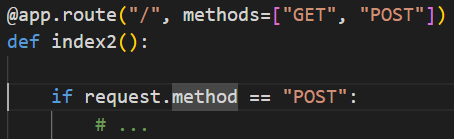 @app.route("/", methods=["GET", "POST"])
def index2():
if request.method == "POST":
# ...